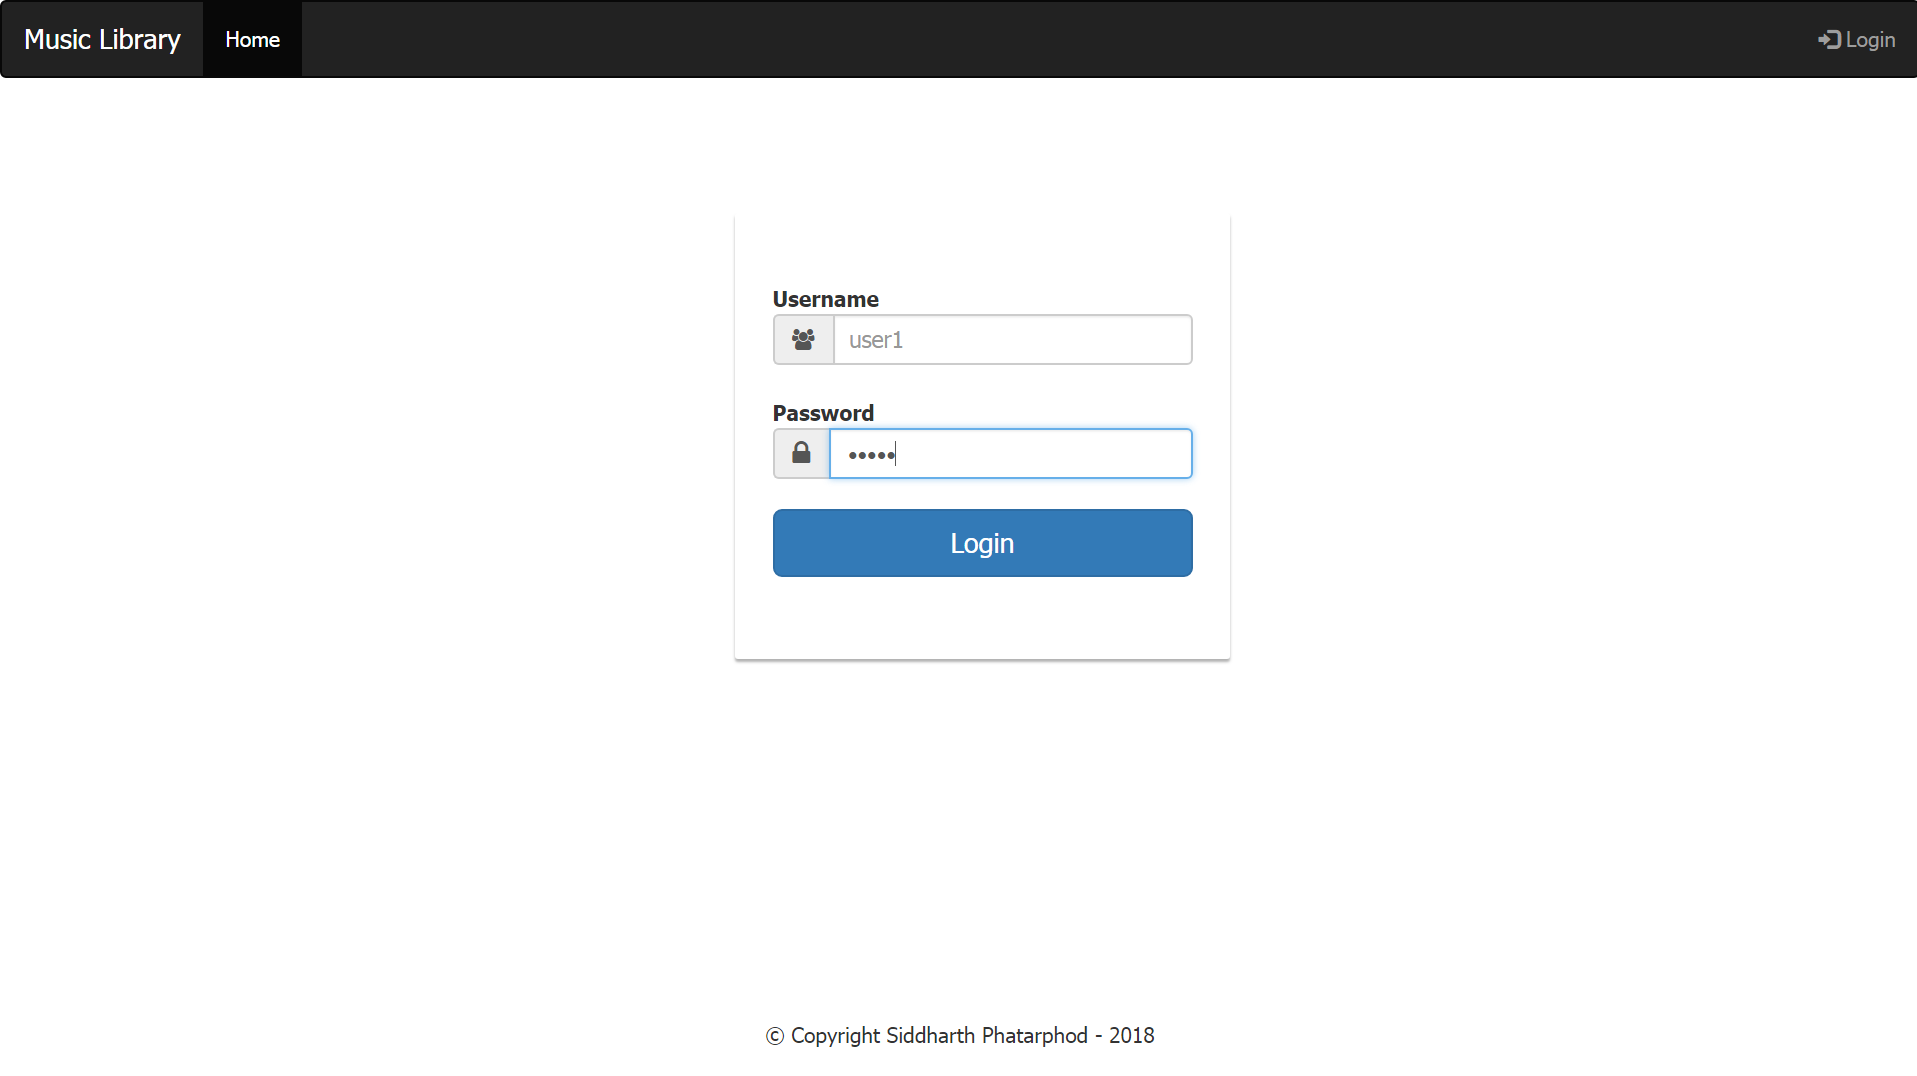 Music Library Home Login
Username
user1
Password
•••••
Login
© Copyright Siddharth Phatarphod - 2018